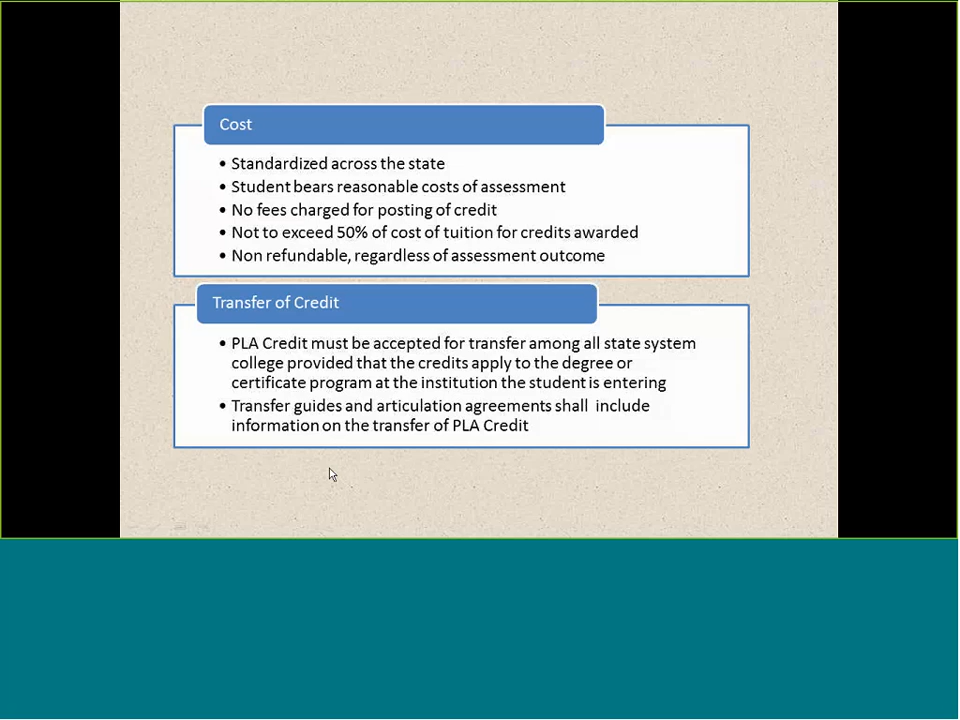 Cost
• Standardized across the state
• Student bears reasonable costs of assessment
• No fees charged for posting of credit
• Not to exceed 50% of cost of tuition for credits awarded
• Non refundable, regardless of assessment outcome
Transfer of Credit
• PLA Credit must be accepted for transfer among all state system
college provided that the credits apply to the degree or
certificate program at the institution the student is entering
• Transfer guides and articulation agreements shall include
information on the transfer of PLA Credit